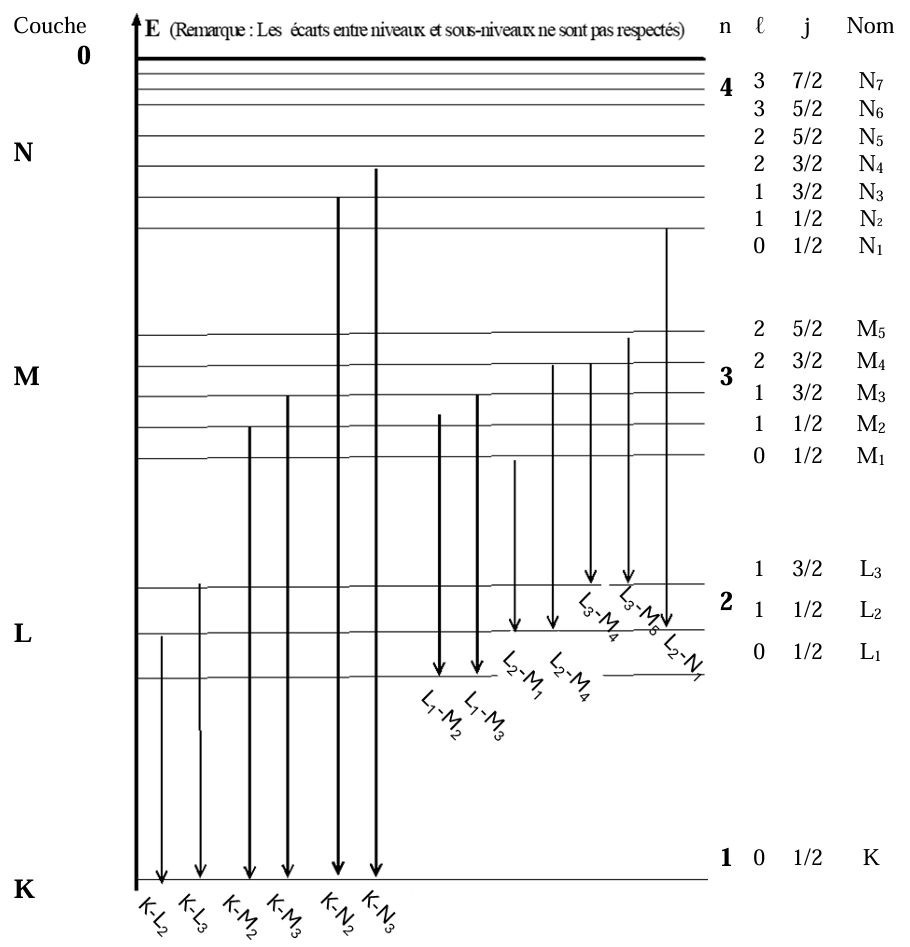 Couche E (Remarque : Les écarts entre niveaux et sous-niveaux ne sont pas respectés) n ℓ j Nom
0
4 3 7/2 N₇
3 5/2 N₆
2 5/2 N₅
N 2 3/2 N₄
1 3/2 N₃
1 1/2 N₂
0 1/2 N₁
2 5/2 M₅
2 3/2 M₄
M 3 1 3/2 M₃
1 1/2 M₂
0 1/2 M₁
1 3/2 L₃
2 1 1/2 L₂
L 0 1/2 L₁
L₃-M₄ L₃-M₅
L₂-M₁ L₂-M₄ L₂-N₁
L₁-M₂ L₁-M₃
1 0 1/2 K
K
K-L₂ K-L₃ K-M₂ K-M₃ K-N₂ K-N₃